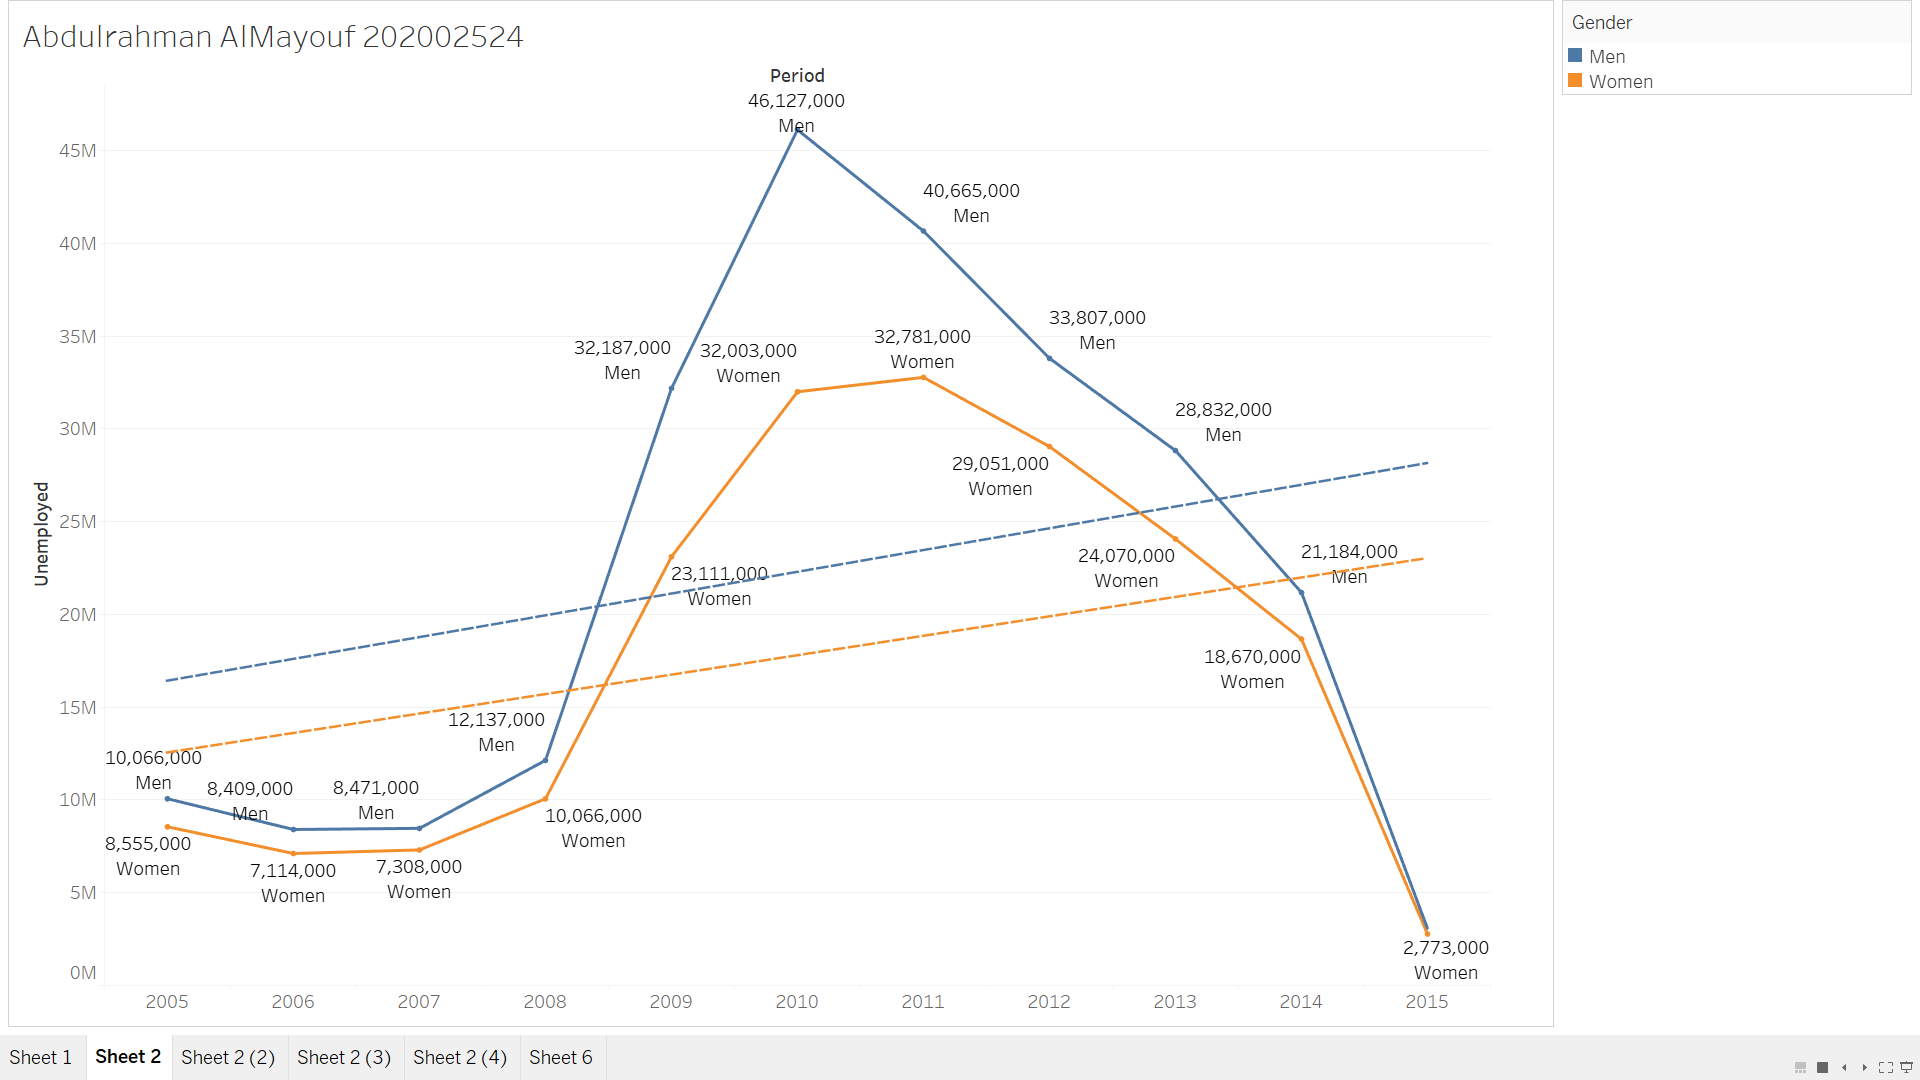 Abdulrahman AlMayouf 202002524
Gender
Men
Women
Period
46,127,000
Men
40,665,000
Men
33,807,000
Men
32,781,000
Women
32,187,000
Men
32,003,000
Women
28,832,000
Men
29,051,000
Women
24,070,000
Women
21,184,000
Men
23,111,000
Women
18,670,000
Women
12,137,000
Men
10,066,000
Men
8,409,000
Men
8,471,000
Men
10,066,000
Women
8,555,000
Women
7,114,000
Women
7,308,000
Women
2,773,000
Women
Unemployed
45M
40M
35M
30M
25M
20M
15M
10M
5M
0M
2005 2006 2007 2008 2009 2010 2011 2012 2013 2014 2015
Sheet 1 Sheet 2 Sheet 2 (2) Sheet 2 (3) Sheet 2 (4) Sheet 6